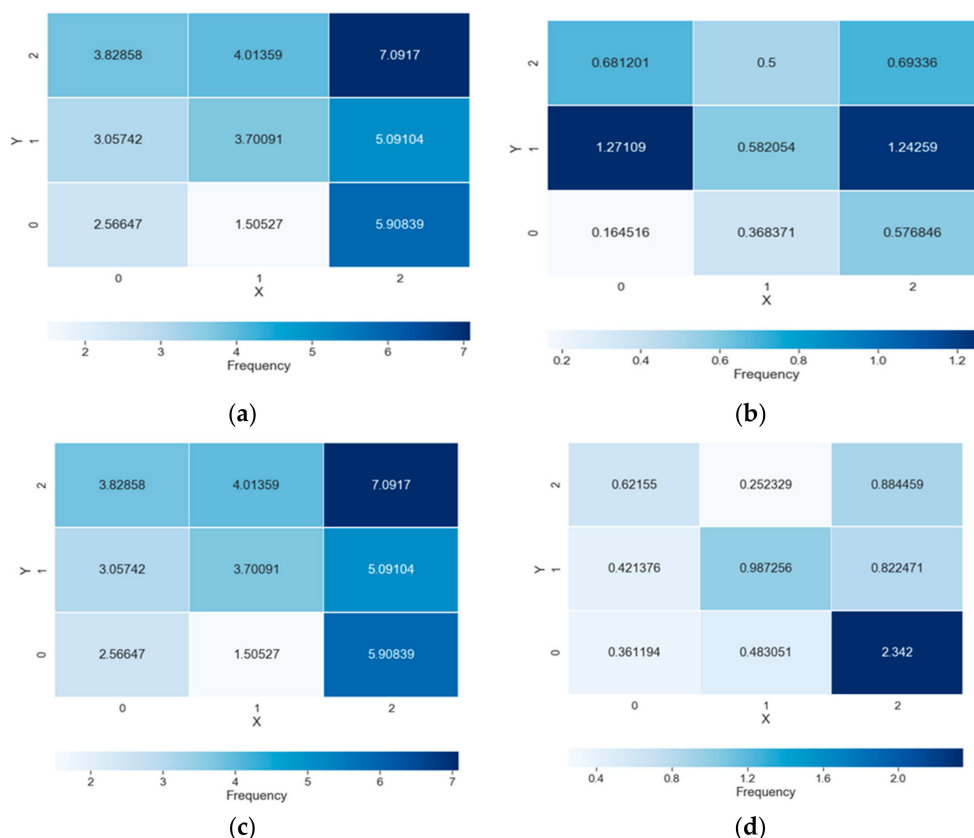 2 3.82858 4.01359 7.0917
Y 1 3.05742 3.70091 5.09104
0 2.56647 1.50527 5.90839
0 1 2
X
2 3 4 5 6 7
Frequency
(a)
2 0.681201 0.5 0.69336
Y 1 1.27109 0.582054 1.24259
0 0.164516 0.368371 0.576846
0 1 2
X
0.2 0.4 0.6 0.8 1.0 1.2
Frequency
(b)
2 3.82858 4.01359 7.0917
Y 1 3.05742 3.70091 5.09104
0 2.56647 1.50527 5.90839
0 1 2
X
2 3 4 5 6 7
Frequency
(c)
2 0.62155 0.252329 0.884459
Y 1 0.421376 0.987256 0.822471
0 0.361194 0.483051 2.342
0 1 2
X
0.4 0.8 1.2 1.6 2.0
Frequency
(d)